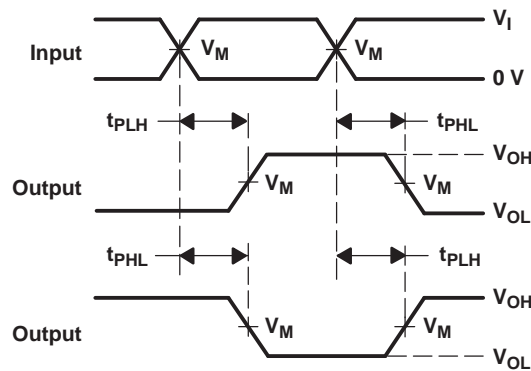 V_I
Input V_M V_M
0 V
t_PLH t_PHL
V_OH
Output V_M V_M
V_OL
t_PHL t_PLH
V_OH
Output V_M V_M
V_OL